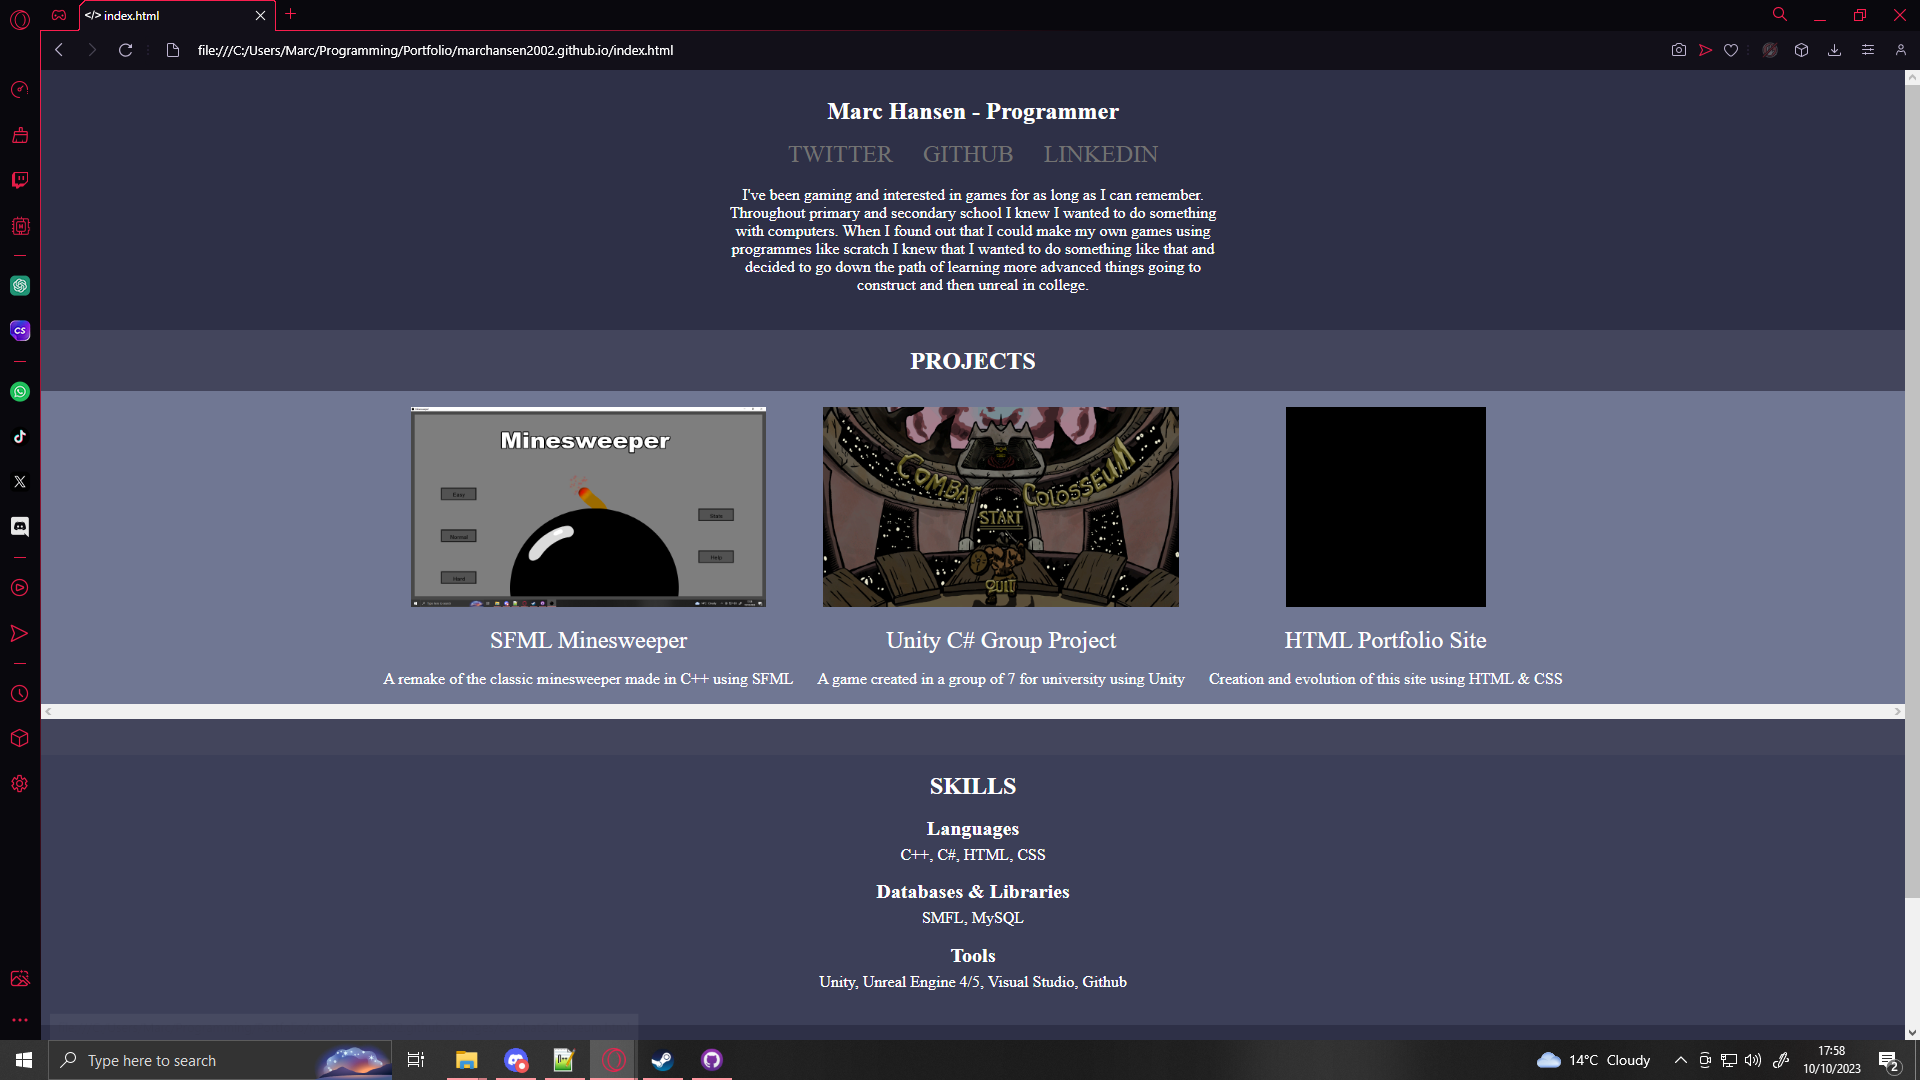 </> index.html
file:///C:/Users/Marc/Programming/Portfolio/marchansen2002.github.io/index.html
Marc Hansen - Programmer
TWITTER GITHUB LINKEDIN
I've been gaming and interested in games for as long as I can remember.
Throughout primary and secondary school I knew I wanted to do something
with computers. When I found out that I could make my own games using
programmes like scratch I knew that I wanted to do something like that and
decided to go down the path of learning more advanced things going to
construct and then unreal in college.
PROJECTS
Minesweeper
Easy
Normal
Hard
Stats
Help
COMBAT COLOSSEUM
START
QUIT
SFML Minesweeper
A remake of the classic minesweeper made in C++ using SFML
Unity C# Group Project
A game created in a group of 7 for university using Unity
HTML Portfolio Site
Creation and evolution of this site using HTML & CSS
SKILLS
Languages
C++, C#, HTML, CSS
Databases & Libraries
SMFL, MySQL
Tools
Unity, Unreal Engine 4/5, Visual Studio, Github
CS
Type here to search
14°C Cloudy
17:58
10/10/2023
2